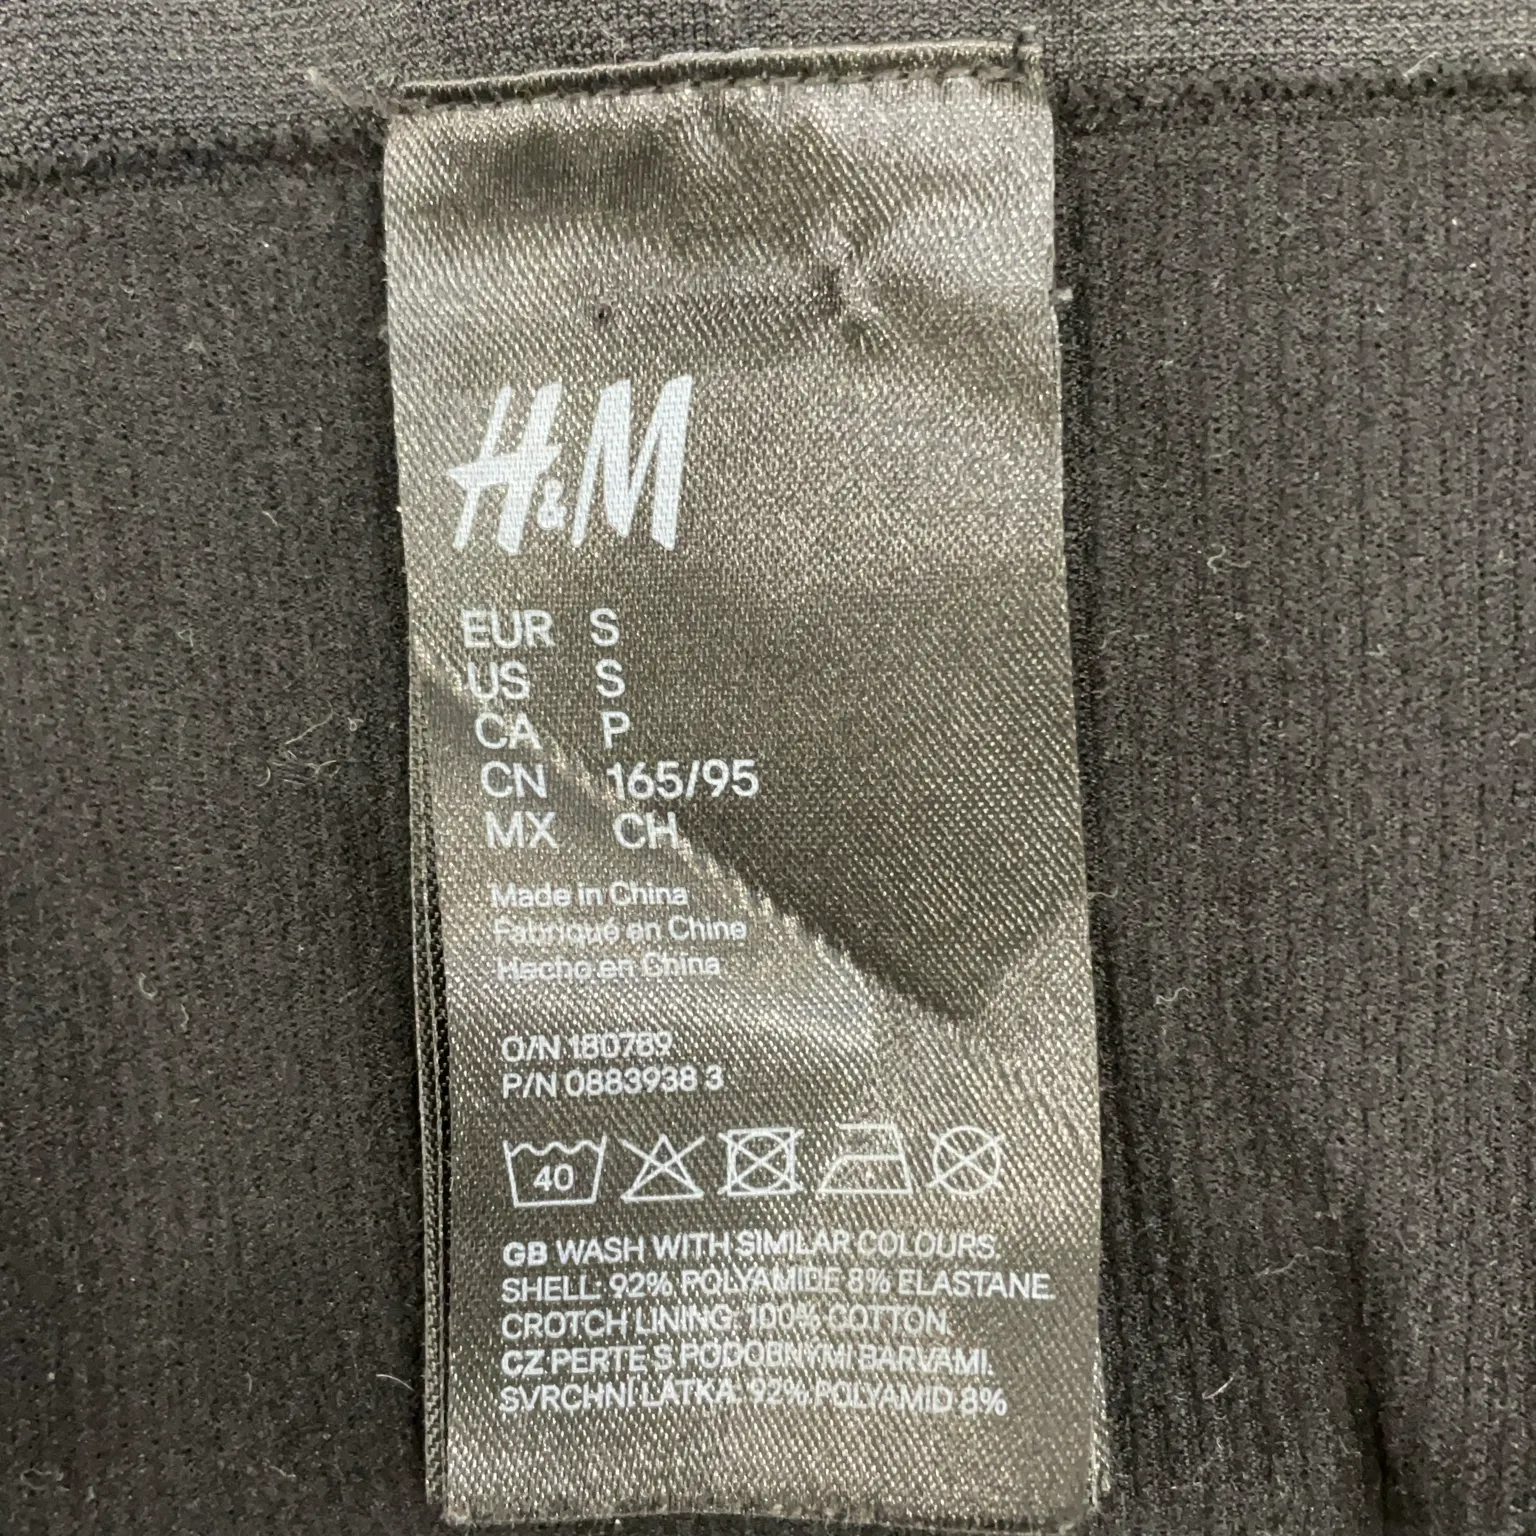 H&M
EUR S
US S
CA P
CN 165/95
MX CH
Made in China
Fabriqué en Chine
Hecho en China
O/N 180789
P/N 0883938 3
40
GB WASH WITH SIMILAR COLOURS.
SHELL: 92% POLYAMIDE 8% ELASTANE.
CROTCH LINING: 100% COTTON.
CZ PERTE S PODOBNÝMI BARVAMI.
SVRCHNÍ LÁTKA: 92% POLYAMID 8%